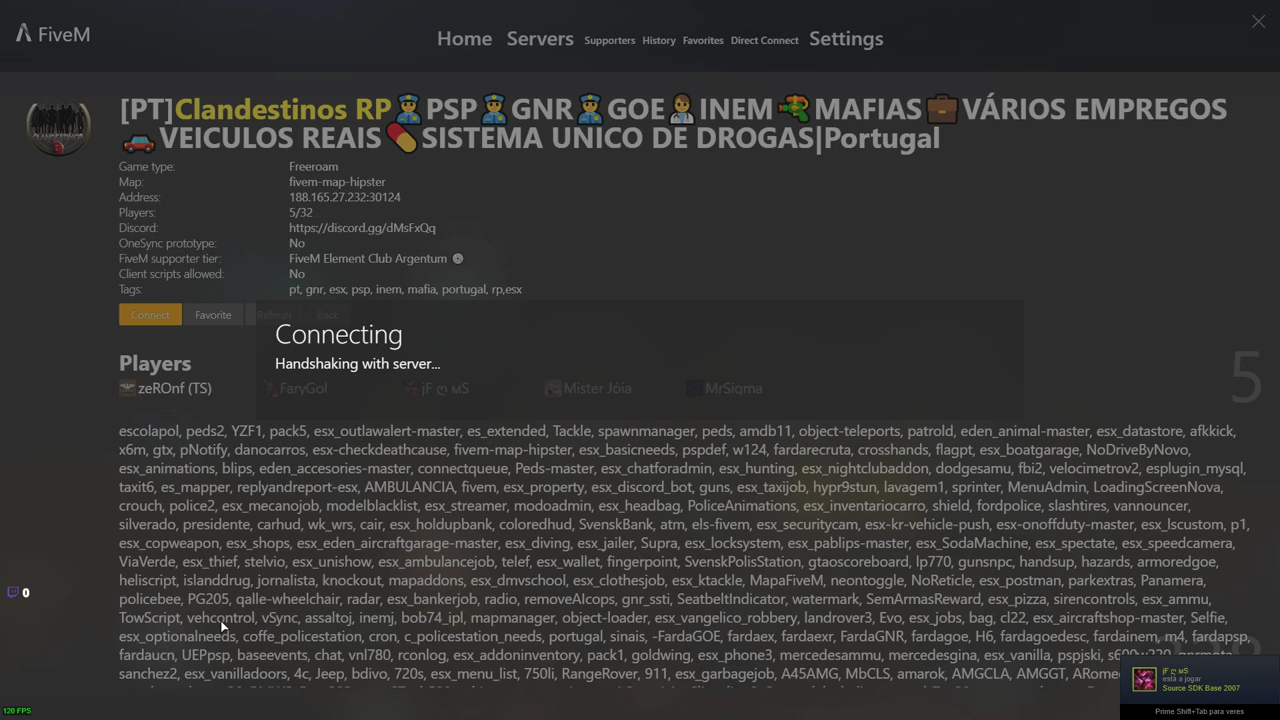 FiveM
Home Servers Supporters History Favorites Direct Connect Settings
[PT]Clandestinos RP👮PSP👮GNR👮GOE👩‍⚕️INEM🔫MAFIAS💼VÁRIOS EMPREGOS
🚗VEICULOS REAIS💊SISTEMA UNICO DE DROGAS|Portugal
Game type: Freeroam
Map: fivem-map-hipster
Address: 188.165.27.232:30124
Players: 5/32
Discord: https://discord.gg/dMsFxQq
OneSync prototype: No
FiveM supporter tier: FiveM Element Club Argentum
Client scripts allowed: No
Tags: pt, gnr, esx, psp, inem, mafia, portugal, rp,esx
Connect Favorite Refresh Back
Connecting
Handshaking with server...
Players
5
zeROnf (TS) FaryGol jF ღ ᴍS Mister Jóia MrSigma
escolapol, peds2, YZF1, pack5, esx_outlawalert-master, es_extended, Tackle, spawnmanager, peds, amdb11, object-teleports, patrold, eden_animal-master, esx_datastore, afkkick,
x6m, gtx, pNotify, danocarros, esx-checkdeathcause, fivem-map-hipster, esx_basicneeds, pspdef, w124, fardarecruta, crosshands, flagpt, esx_boatgarage, NoDriveByNovo,
esx_animations, blips, eden_accesories-master, connectqueue, Peds-master, esx_chatforadmin, esx_hunting, esx_nightclubaddon, dodgesamu, fbi2, velocimetrov2, esplugin_mysql,
taxit6, es_mapper, replyandreport-esx, AMBULANCIA, fivem, esx_property, esx_discord_bot, guns, esx_taxijob, hypr9stun, lavagem1, sprinter, MenuAdmin, LoadingScreenNova,
crouch, police2, esx_mecanojob, modelblacklist, esx_streamer, modoadmin, esx_headbag, PoliceAnimations, esx_inventariocarro, shield, fordpolice, slashtires, vannouncer,
silverado, presidente, carhud, wk_wrs, cair, esx_holdupbank, coloredhud, SvenskBank, atm, els-fivem, esx_securitycam, esx-kr-vehicle-push, esx-onoffduty-master, esx_lscustom, p1,
esx_copweapon, esx_shops, esx_eden_aircraftgarage-master, esx_diving, esx_jailer, Supra, esx_locksystem, esx_pablips-master, esx_SodaMachine, esx_spectate, esx_speedcamera,
ViaVerde, esx_thief, stelvio, esx_unishow, esx_ambulancejob, telef, esx_wallet, fingerpoint, SvenskPolisStation, gtaoscoreboard, lp770, gunsnpc, handsup, hazards, armoredgoe,
heliscript, islanddrug, jornalista, knockout, mapaddons, esx_dmvschool, esx_clothesjob, esx_ktackle, MapaFiveM, neontoggle, NoReticle, esx_postman, parkextras, Panamera,
policebee, PG205, qalle-wheelchair, radar, esx_bankerjob, radio, removeAIcops, gnr_ssti, SeatbeltIndicator, watermark, SemArmasReward, esx_pizza, sirencontrols, esx_ammu,
TowScript, vehcontrol, vSync, assaltoj, inemj, bob74_ipl, mapmanager, object-loader, esx_vangelico_robbery, landrover3, Evo, esx_jobs, bag, cl22, esx_aircraftshop-master, Selfie,
esx_optionalneeds, coffe_policestation, cron, c_policestation_needs, portugal, sinais, -FardaGOE, fardaex, fardaexr, FardaGNR, fardagoe, H6, fardagoedesc, fardainem, m4, fardapsp,
fardaucn, UEPpsp, baseevents, chat, vnl780, rconlog, esx_addoninventory, pack1, goldwing, esx_phone3, mercedesammu, mercedesgina, esx_vanilla, pspjski,
sanchez2, esx_vanilladoors, 4c, Jeep, bdivo, 720s, esx_menu_list, 750li, RangeRover, 911, esx_garbagejob, A45AMG, MbCLS, amarok, AMGCLA, AMGGT,
0
jF ღ ᴍS
está a jogar
Source SDK Base 2007
Prime Shift+Tab para veres
120 FPS